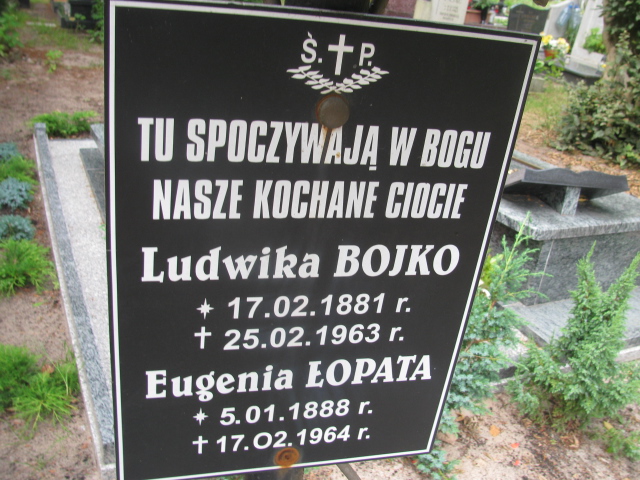 Ś. † P.
TU SPOCZYWAJĄ W BOGU
NASZE KOCHANE CIOCIE
Ludwika BOJKO
* 17.02.1881 r.
† 25.02.1963 r.
Eugenia ŁOPATA
* 5.01.1888 r.
† 17.02.1964 r.